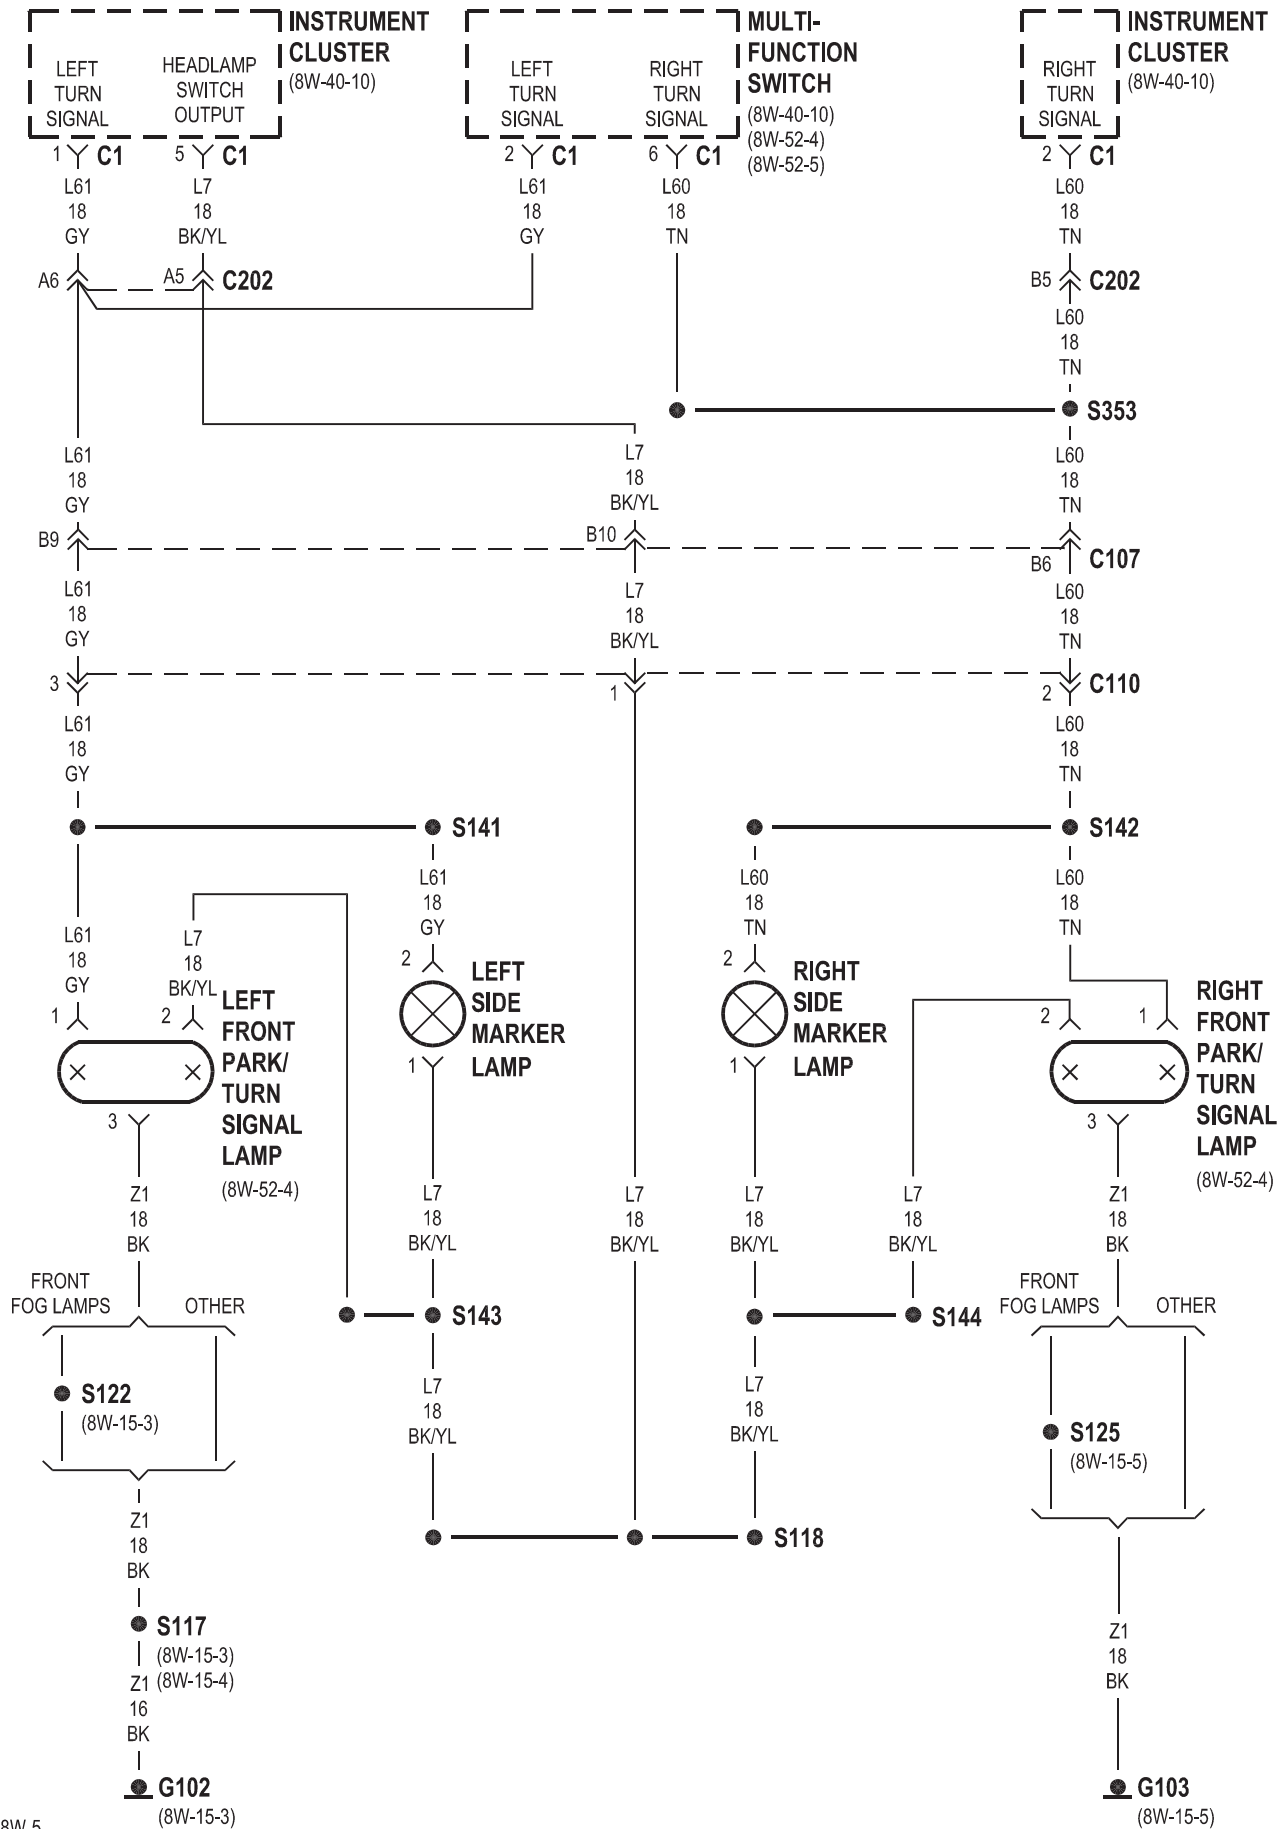 INSTRUMENT
CLUSTER
(8W-40-10)
LEFT
TURN
SIGNAL
HEADLAMP
SWITCH
OUTPUT
MULTI-
FUNCTION
SWITCH
(8W-40-10)
(8W-52-4)
(8W-52-5)
LEFT
TURN
SIGNAL
RIGHT
TURN
SIGNAL
INSTRUMENT
CLUSTER
(8W-40-10)
RIGHT
TURN
SIGNAL
1 C1
5 C1
2 C1
6 C1
2 C1
L61
18
GY
L7
18
BK/YL
L61
18
GY
L60
18
TN
L60
18
TN
A6
A5 C202
B5 C202
L60
18
TN
S353
L61
18
GY
L7
18
BK/YL
L60
18
TN
B9
B10
B6 C107
L61
18
GY
L7
18
BK/YL
L60
18
TN
3
1
2 C110
L61
18
GY
L60
18
TN
S141
S142
L61
18
GY
L60
18
TN
L60
18
TN
L61
18
GY
L7
18
BK/YL
1
2
LEFT
FRONT
PARK/
TURN
SIGNAL
LAMP
(8W-52-4)
3
2
LEFT
SIDE
MARKER
LAMP
1
2
RIGHT
SIDE
MARKER
LAMP
1
2
1
RIGHT
FRONT
PARK/
TURN
SIGNAL
LAMP
(8W-52-4)
3
Z1
18
BK
L7
18
BK/YL
L7
18
BK/YL
L7
18
BK/YL
L7
18
BK/YL
Z1
18
BK
FRONT
FOG LAMPS
OTHER
S143
S144
FRONT
FOG LAMPS
OTHER
S122
(8W-15-3)
L7
18
BK/YL
L7
18
BK/YL
S125
(8W-15-5)
Z1
18
BK
S118
S117
(8W-15-3)
(8W-15-4)
Z1
16
BK
Z1
18
BK
G102
(8W-15-3)
G103
(8W-15-5)